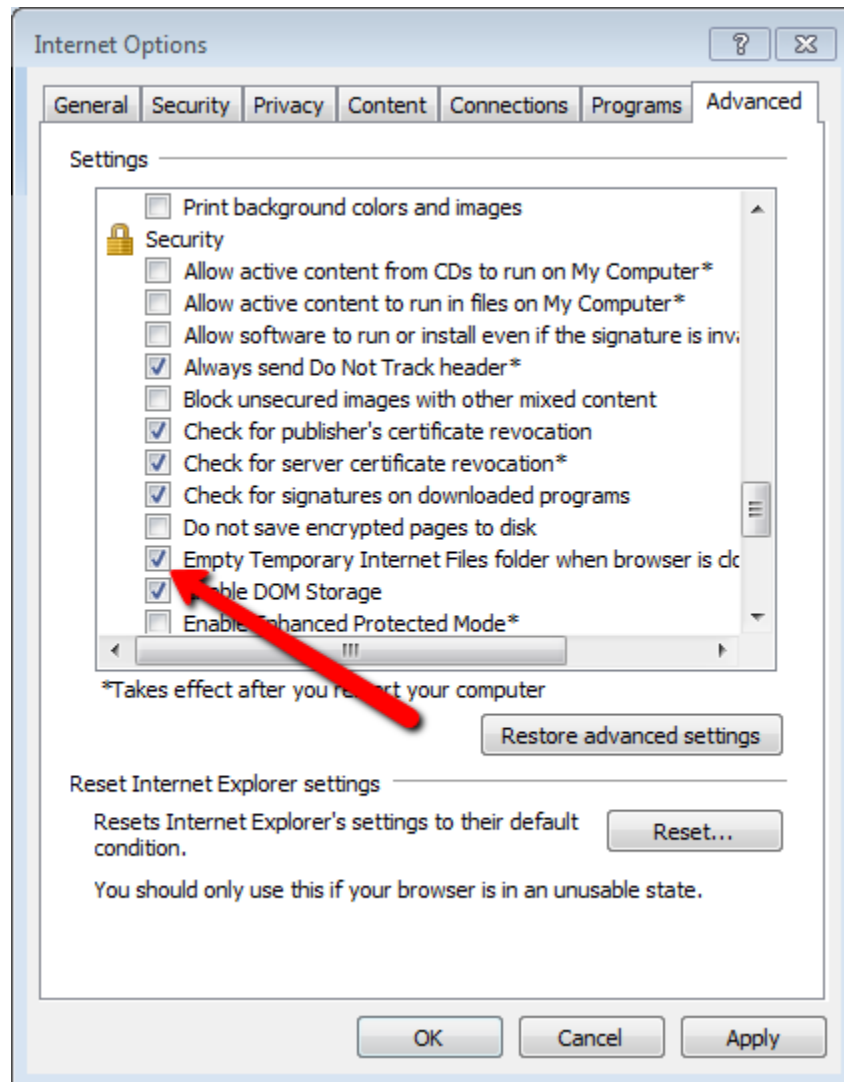 Internet Options
General Security Privacy Content Connections Programs Advanced
Settings
Print background colors and images
Security
Allow active content from CDs to run on My Computer*
Allow active content to run in files on My Computer*
Allow software to run or install even if the signature is
Always send Do Not Track header*
Block unsecured images with other mixed content
Check for publisher's certificate revocation
Check for server certificate revocation*
Check for signatures on downloaded programs
Do not save encrypted pages to disk
Empty Temporary Internet Files folder when browser is
DOM Storage
Enable Enhanced Protected Mode*
*Takes effect after you restart your computer
Restore advanced settings
Reset Internet Explorer settings
Resets Internet Explorer's settings to their default
condition.
Reset...
You should only use this if your browser is in an unusable state.
OK Cancel Apply